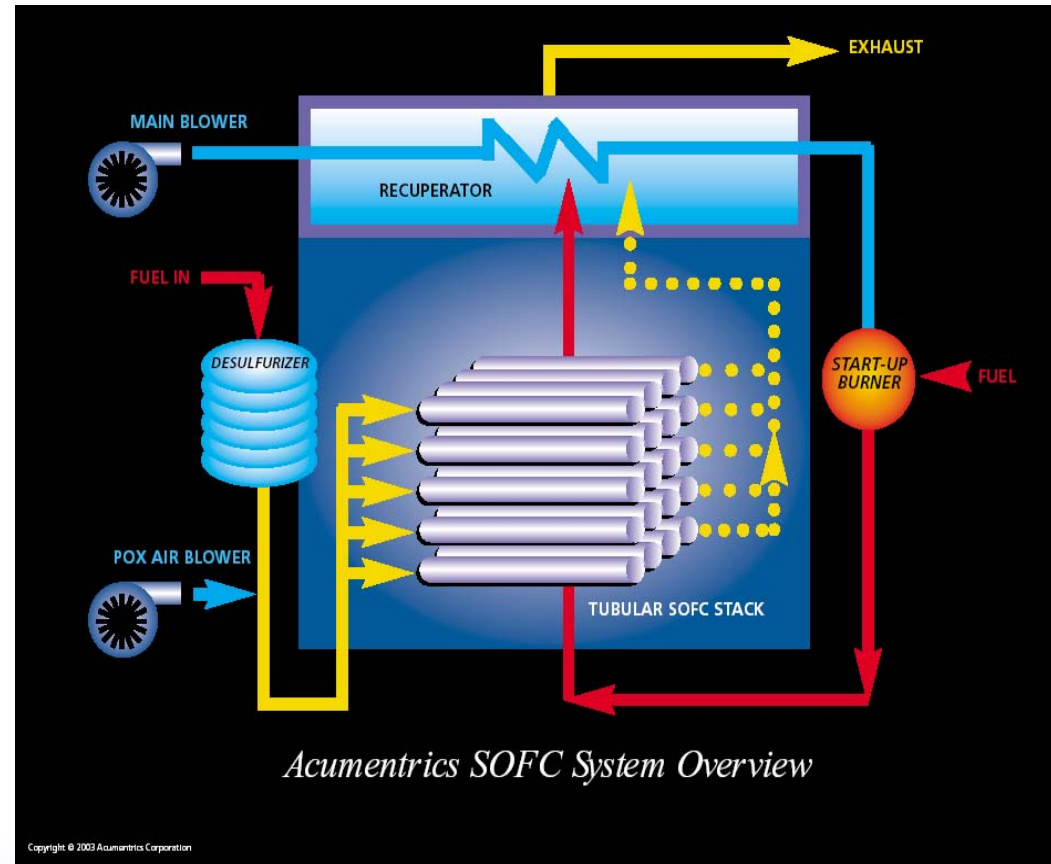 EXHAUST
MAIN BLOWER
RECUPERATOR
FUEL IN
DESULFURIZER
START-UP
BURNER
FUEL
POX AIR BLOWER
TUBULAR SOFC STACK
Acumentrics SOFC System Overview
Copyright © 2003 Acumentrics Corporation